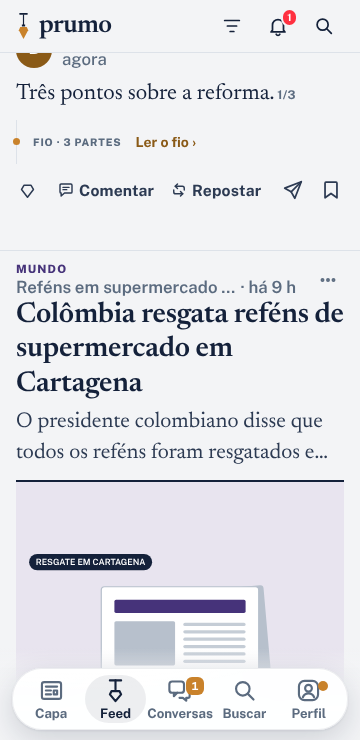 prumo
1
agora
Três pontos sobre a reforma. 1/3
FIO · 3 PARTES Ler o fio ›
Comentar Repostar
MUNDO
Reféns em supermercado ... · há 9 h
Colômbia resgata reféns de
supermercado em
Cartagena
O presidente colombiano disse que
todos os reféns foram resgatados e...
RESGATE EM CARTAGENA
1
Capa Feed Conversas Buscar Perfil